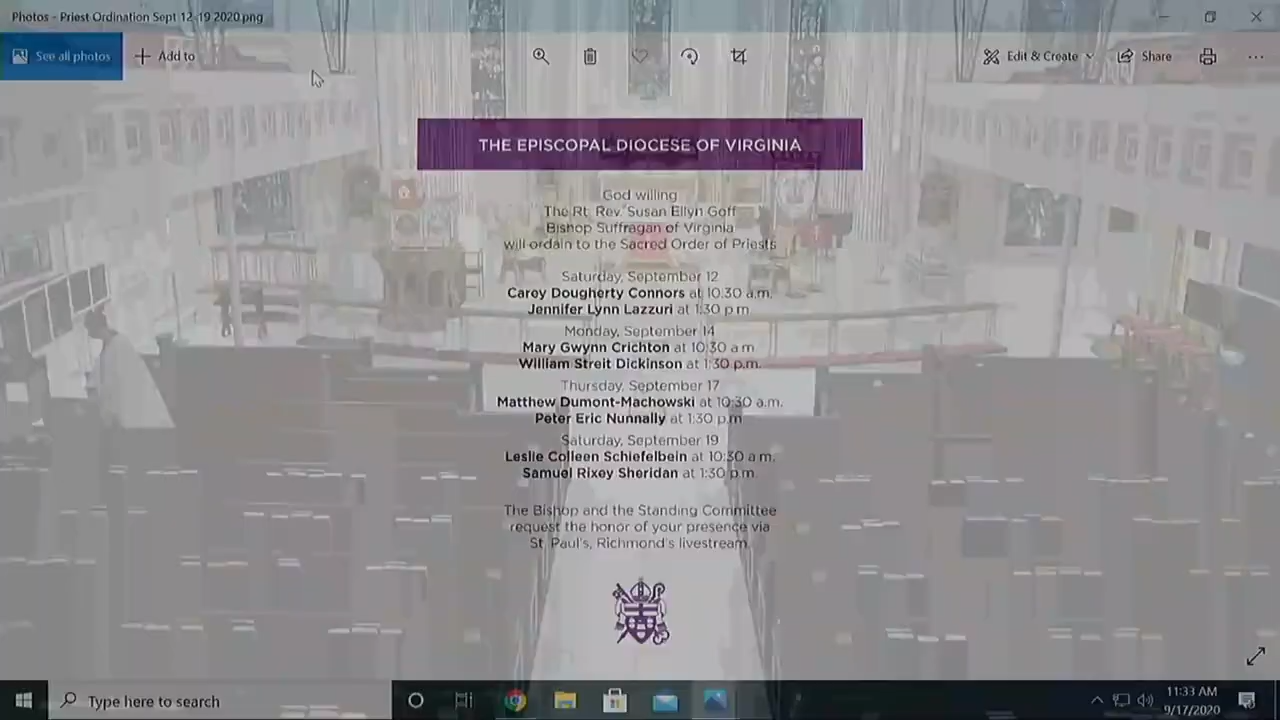 Photos - Priest Ordination Sept 12-19 2020.png
See all photos
Add to
Edit & Create
Share
THE EPISCOPAL DIOCESE OF VIRGINIA
God willing
The Rt. Rev. Susan Ellyn Goff
Bishop Suffragan of Virginia
will ordain to the Sacred Order of Priests
Saturday, September 12
Carey Dougherty Connors at 10:30 a.m.
Jennifer Lynn Lazzuri at 1:30 p.m.
Monday, September 14
Mary Gwynn Crichton at 10:30 a.m.
William Streit Dickinson at 1:30 p.m.
Thursday, September 17
Matthew Dumont-Machowski at 10:30 a.m.
Peter Eric Nunnally at 1:30 p.m.
Saturday, September 19
Leslie Colleen Schiefelbein at 10:30 a.m.
Samuel Rixey Sheridan at 1:30 p.m.
The Bishop and the Standing Committee
request the honor of your presence via
St. Paul's, Richmond's livestream.
Type here to search
11:33 AM
9/17/2020